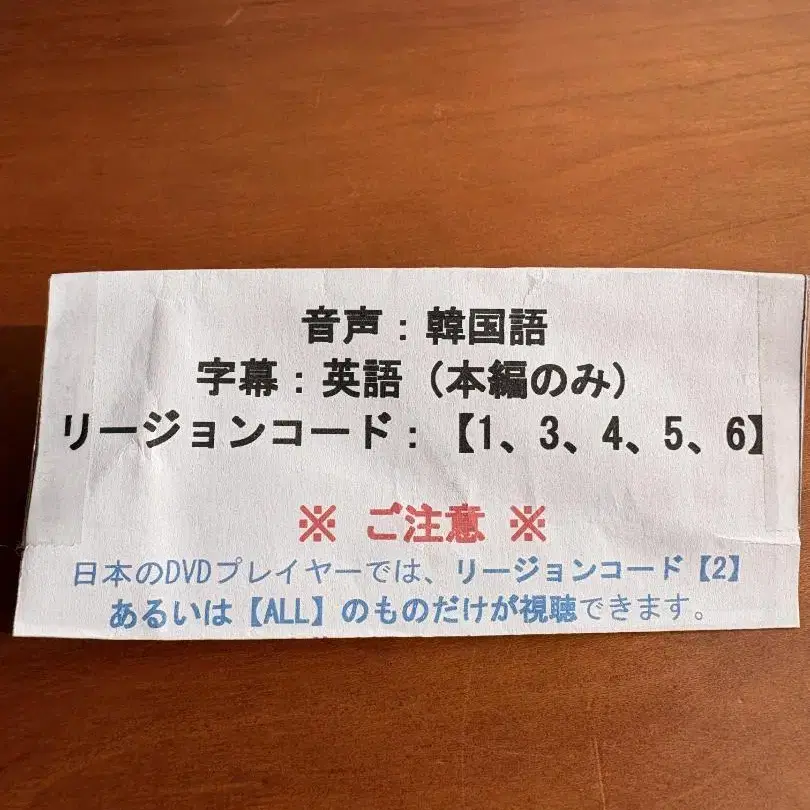 音声：韓国語
字幕：英語（本編のみ）
リージョンコード：【1、3、4、5、6】
※ ご注意 ※
日本のDVDプレイヤーでは、リージョンコード【2】
あるいは【ALL】のものだけが視聴できます。